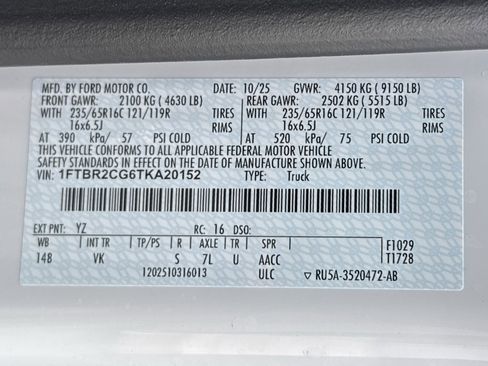 MFD. BY FORD MOTOR CO. DATE: 10/25 GVWR: 4150 KG ( 9150 LB)
FRONT GAWR: 2100 KG ( 4630 LB) REAR GAWR: 2502 KG ( 5515 LB)
235/65R16C 121/119R TIRES 235/65R16C 121/119R TIRES
16x6.5J RIMS 16x6.5J RIMS
AT 390 kPa/ 57 PSI COLD AT 520 kPa/ 75 PSI COLD
THIS VEHICLE CONFORMS TO ALL APPLICABLE FEDERAL MOTOR VEHICLE
SAFETY STANDARDS IN EFFECT ON THE DATE OF MANUFACTURE SHOWN ABOVE.
VIN: 1FTBR2CG6TKA20152 TYPE: Truck
EXT PNT: YZ RC: 16 DSO:
WB INT TR TP/PS R AXLE TR SPR F1029
148 VK S 7L U AACC T1728
1202510316013 ULC ▽ RU5A-3520472-AB